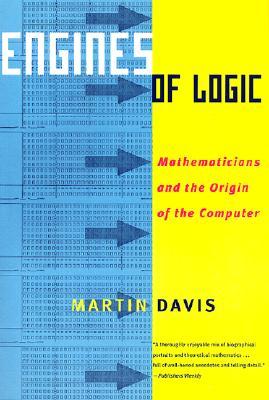 ENGINES
OF LOGIC
Mathematicians
and the Origin
of the Computer
MARTIN DAVIS
"A thoroughly enjoyable mix of biographical
portraits and theoretical mathematics . . .
full of well-honed anecdotes and telling detail."
— Publishers Weekly